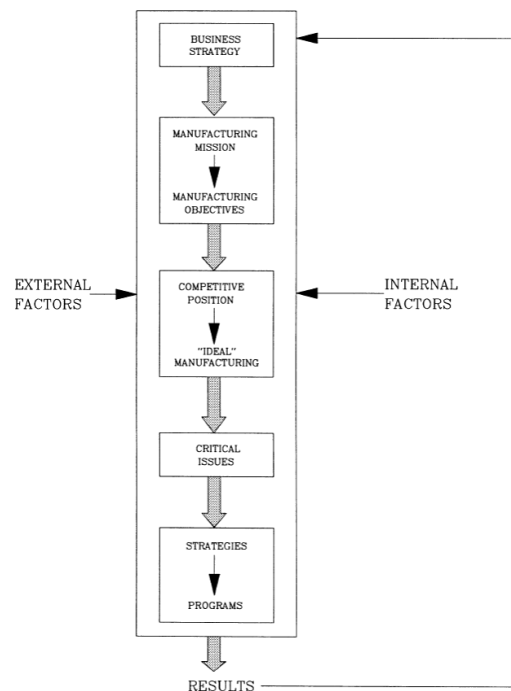 BUSINESS
STRATEGY
MANUFACTURING
MISSION
MANUFACTURING
OBJECTIVES
EXTERNAL
FACTORS
COMPETITIVE
POSITION
"IDEAL"
MANUFACTURING
INTERNAL
FACTORS
CRITICAL
ISSUES
STRATEGIES
PROGRAMS
RESULTS